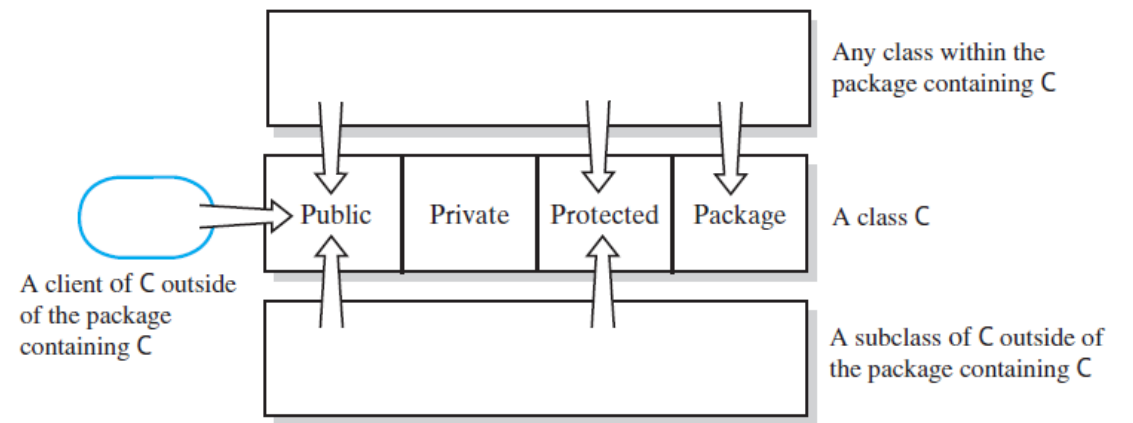 Any class within the
package containing C
Public
Private
Protected
Package
A class C
A client of C outside
of the package
containing C
A subclass of C outside of
the package containing C